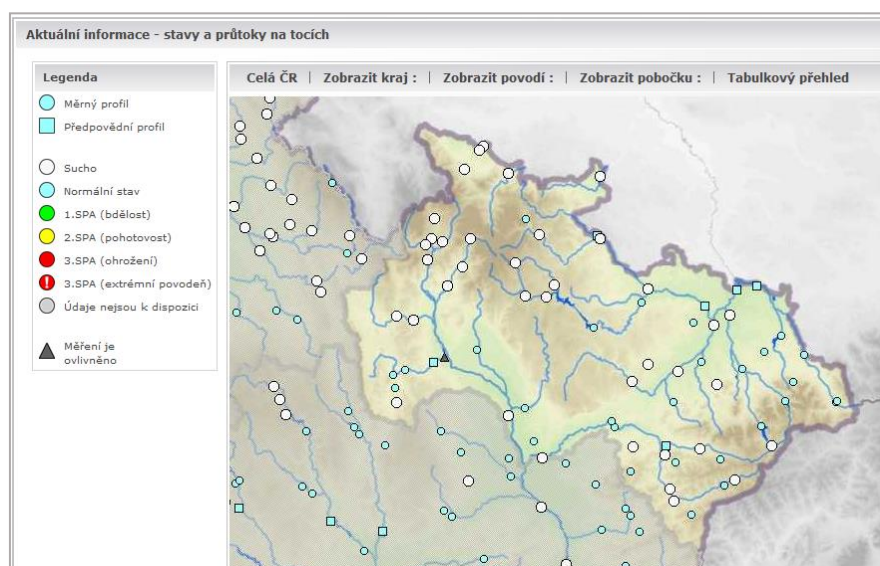 Aktuální informace - stavy a průtoky na tocích
Legenda
Měrný profil
Předpovědní profil
Sucho
Normální stav
1.SPA (bdělost)
2.SPA (pohotovost)
3.SPA (ohrožení)
3.SPA (extrémní povodeň)
Údaje nejsou k dispozici
Měření je
ovlivněno
Celá ČR | Zobrazit kraj : | Zobrazit povodí : | Zobrazit pobočku : | Tabulkový přehled